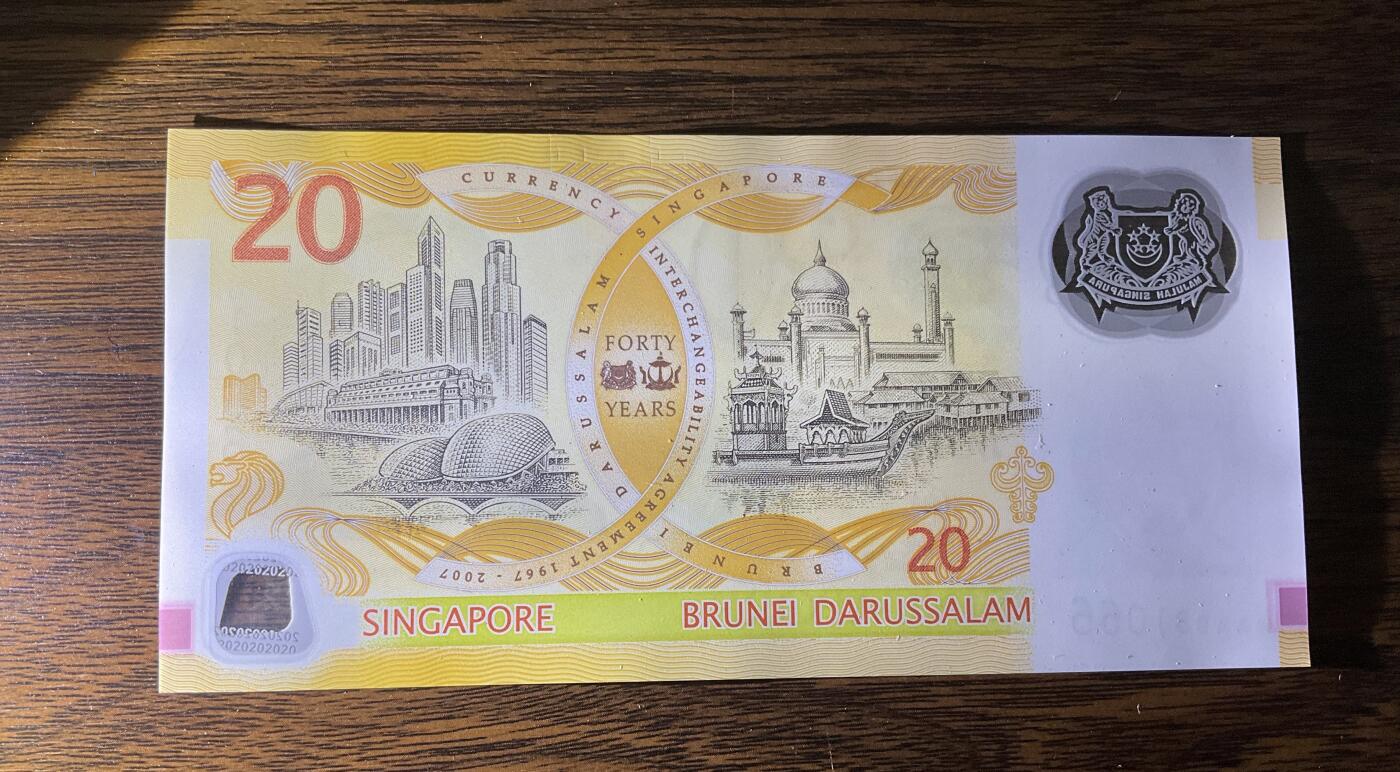 20
CURRENCY INTERCHANGEABILITY AGREEMENT 1967 - 2007
SINGAPORE
BRUNEI DARUSSALAM
FORTY
YEARS
MAJULAH SINGAPURA
20
SINGAPORE BRUNEI DARUSSALAM